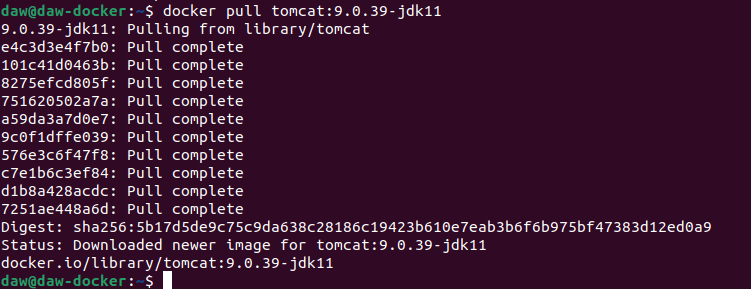 daw@daw-docker:~$ docker pull tomcat:9.0.39-jdk11
9.0.39-jdk11: Pulling from library/tomcat
e4c3d3e4f7b0: Pull complete
101c41d0463b: Pull complete
8275efcd805f: Pull complete
751620502a7a: Pull complete
a59da3a7d0e7: Pull complete
9c0f1dffe039: Pull complete
576e3c6f47f8: Pull complete
c7e1b6c3ef84: Pull complete
d1b8a428acdc: Pull complete
7251ae448a6d: Pull complete
Digest: sha256:5b17d5de9c75c9da638c28186c19423b610e7eab3b6f6b975bf47383d12ed0a9
Status: Downloaded newer image for tomcat:9.0.39-jdk11
docker.io/library/tomcat:9.0.39-jdk11
daw@daw-docker:~$